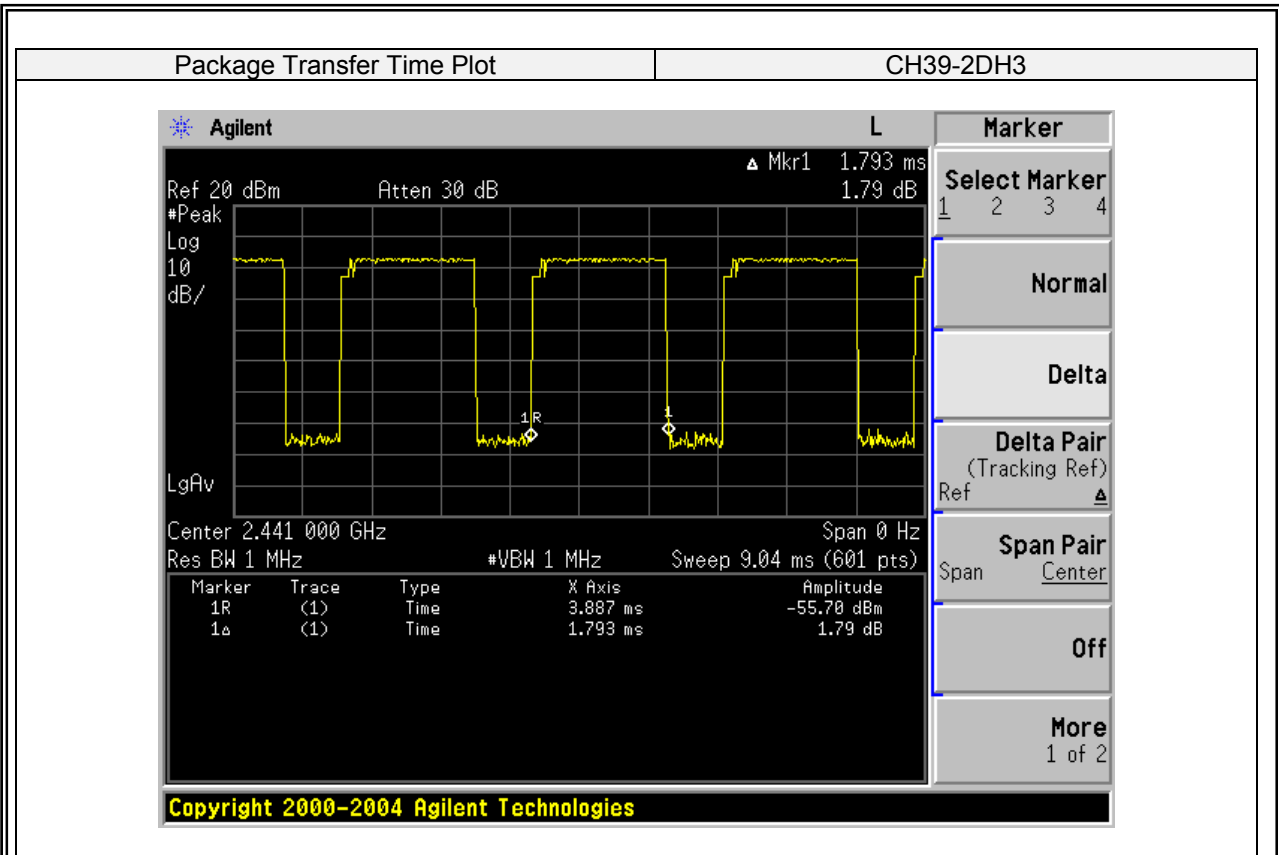 Package Transfer Time Plot CH39-2DH3
Agilent L
Δ Mkr1 1.793 ms
Ref 20 dBm Atten 30 dB 1.79 dB
#Peak
Log
10
dB/
1R 1
LgAv
Center 2.441 000 GHz Span 0 Hz
Res BW 1 MHz #VBW 1 MHz Sweep 9.04 ms (601 pts)
Marker Trace Type X Axis Amplitude
1R (1) Time 3.887 ms -55.70 dBm
1Δ (1) Time 1.793 ms 1.79 dB
Copyright 2000-2004 Agilent Technologies
Marker
Select Marker
1 2 3 4
Normal
Delta
Delta Pair
(Tracking Ref)
Ref Δ
Span Pair
Span Center
Off
More
1 of 2